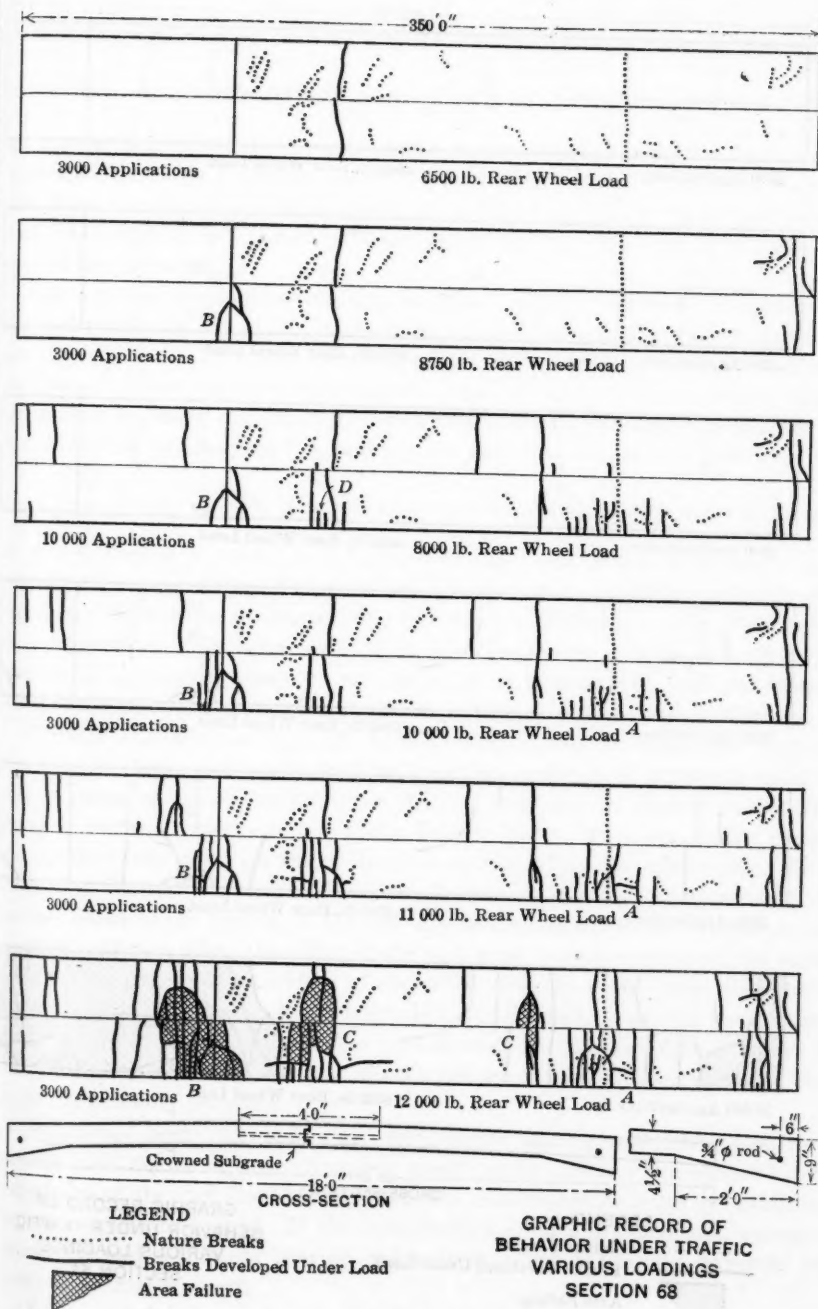 350'0"
3000 Applications 6500 lb. Rear Wheel Load
B
3000 Applications 8750 lb. Rear Wheel Load
B D
10 000 Applications 8000 lb. Rear Wheel Load
B
3000 Applications 10 000 lb. Rear Wheel Load A
B
3000 Applications 11 000 lb. Rear Wheel Load A
C C
3000 Applications B 12 000 lb. Rear Wheel Load A
4'0" 6"
¾"φ rod
9"
Crowned Subgrade
4½"
18'0" 2'0"
CROSS-SECTION
LEGEND
Nature Breaks
Breaks Developed Under Load
Area Failure
GRAPHIC RECORD OF
BEHAVIOR UNDER TRAFFIC
VARIOUS LOADINGS
SECTION 68